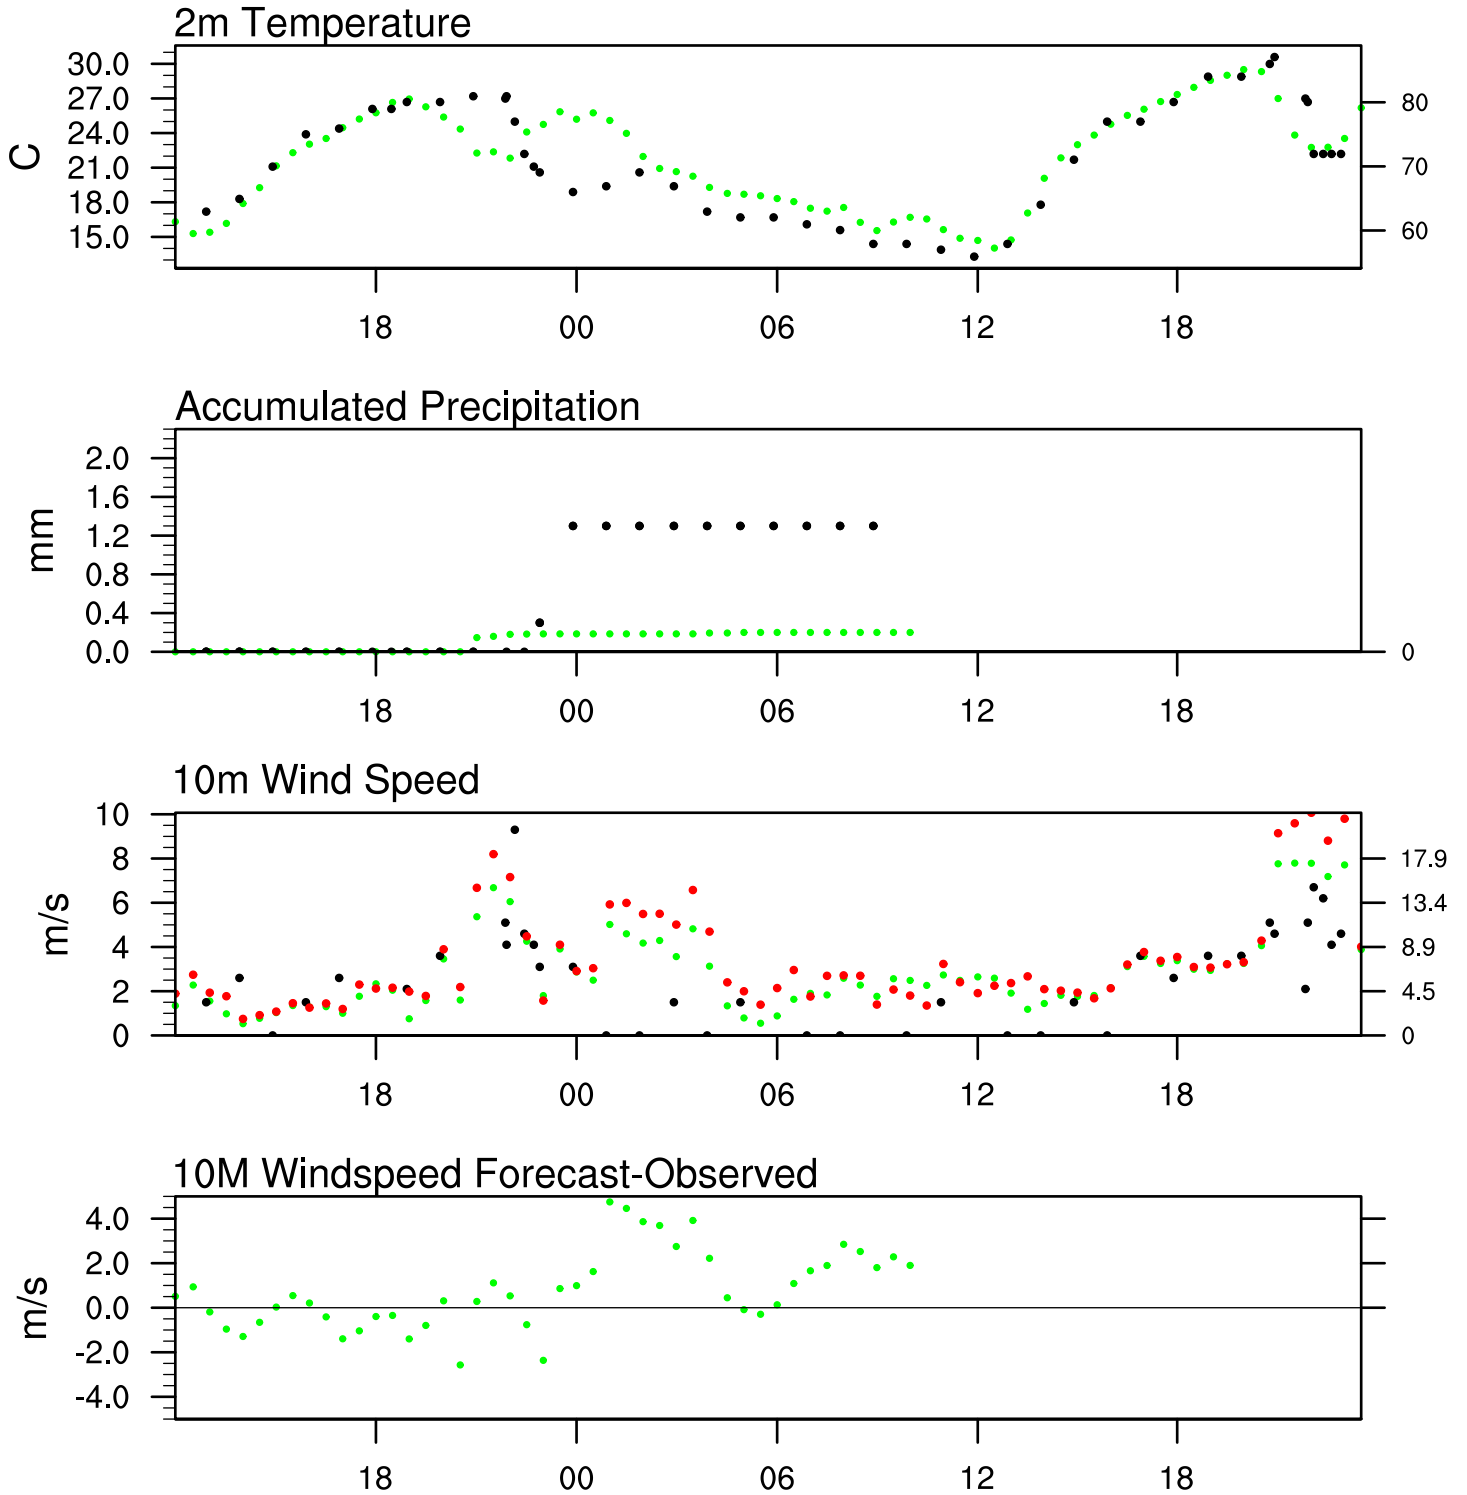 2m Temperature
30.0
27.0
24.0
21.0
18.0
15.0
C
80
70
60
18 00 06 12 18
Accumulated Precipitation
2.0
1.6
1.2
0.8
0.4
0.0
mm
0
18 00 06 12 18
10m Wind Speed
10
8
6
4
2
0
m/s
17.9
13.4
8.9
4.5
0
18 00 06 12 18
10M Windspeed Forecast-Observed
4.0
2.0
0.0
-2.0
-4.0
m/s
18 00 06 12 18